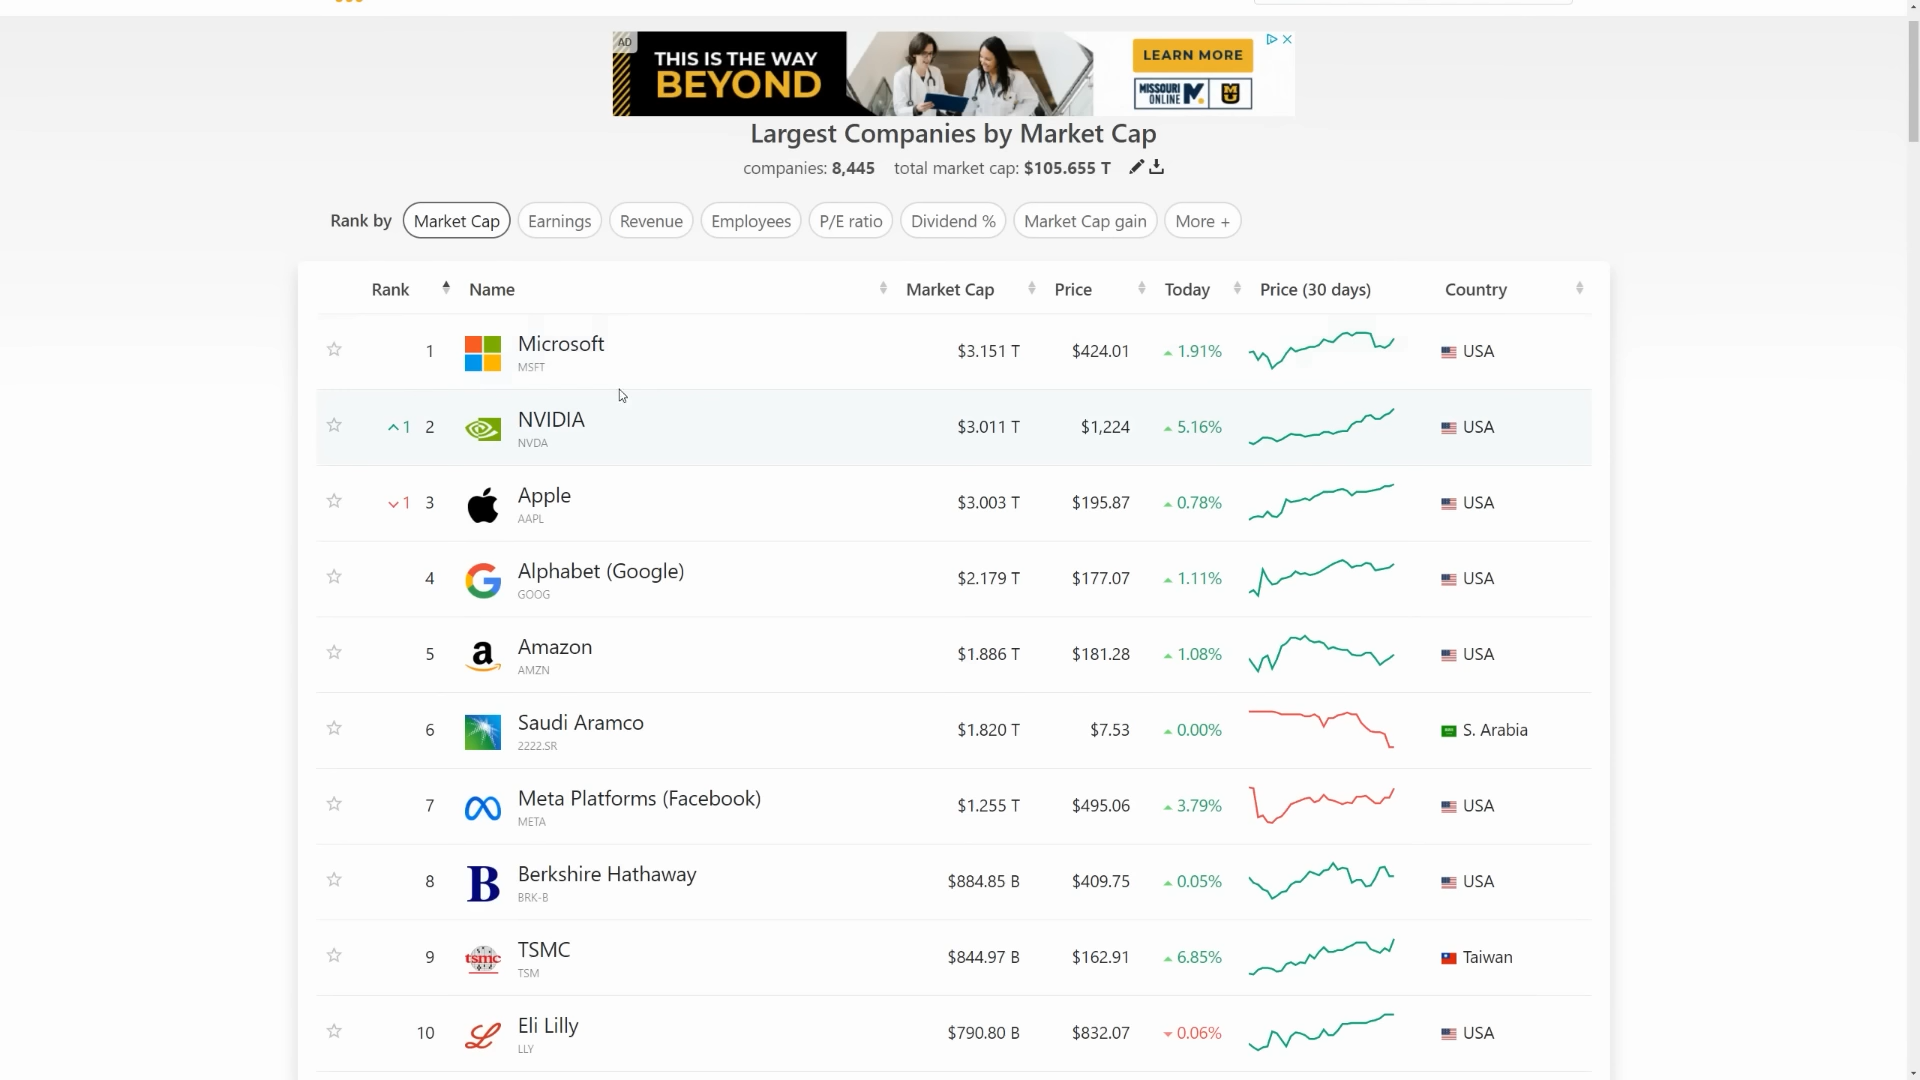 AD
THIS IS THE WAY
BEYOND
LEARN MORE
MISSOURI
ONLINE
Largest Companies by Market Cap
companies: 8,445 total market cap: $105.655 T
Rank by Market Cap Earnings Revenue Employees P/E ratio Dividend % Market Cap gain More +
Rank Name Market Cap Price Today Price (30 days) Country
1 Microsoft $3.151 T $424.01 1.91% USA
MSFT
1 2 NVIDIA $3.011 T $1,224 5.16% USA
NVDA
1 3 Apple $3.003 T $195.87 0.78% USA
AAPL
4 Alphabet (Google) $2.179 T $177.07 1.11% USA
GOOG
5 Amazon $1.886 T $181.28 1.08% USA
AMZN
6 Saudi Aramco $1.820 T $7.53 0.00% S. Arabia
2222.SR
7 Meta Platforms (Facebook) $1.255 T $495.06 3.79% USA
META
8 Berkshire Hathaway $884.85 B $409.75 0.05% USA
BRK-B
9 tsmc TSMC $844.97 B $162.91 6.85% Taiwan
TSM
10 Eli Lilly $790.80 B $832.07 0.06% USA
LLY